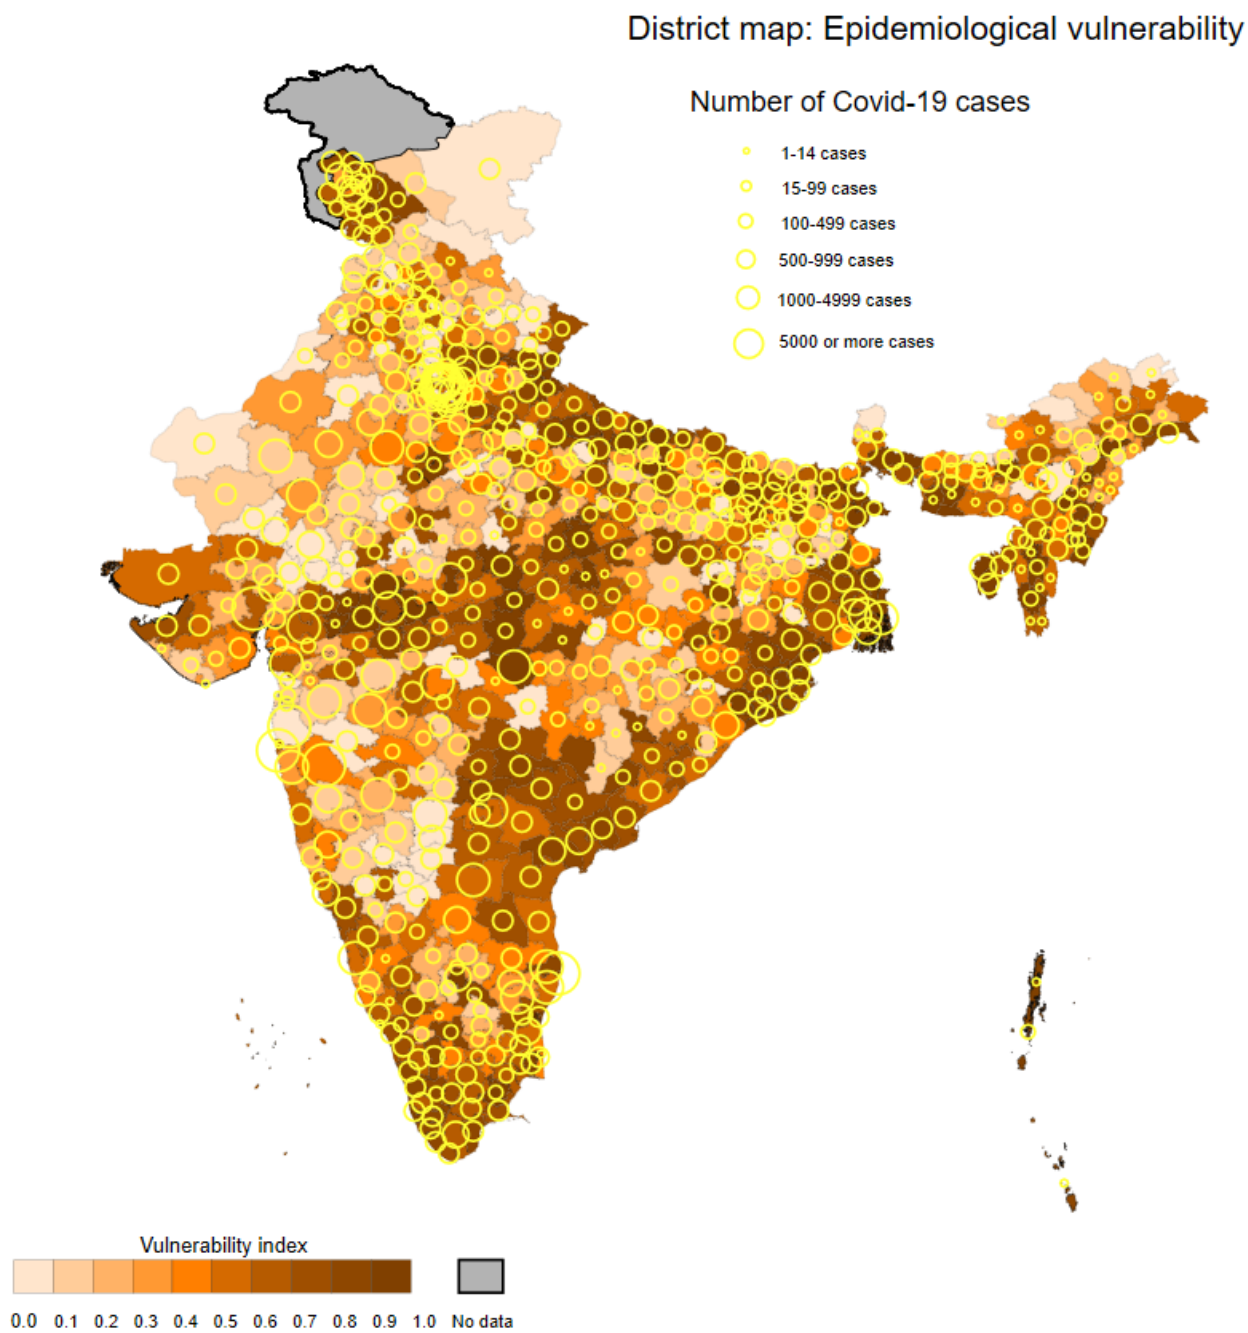 District map: Epidemiological vulnerability
Number of Covid-19 cases
1-14 cases
15-99 cases
100-499 cases
500-999 cases
1000-4999 cases
5000 or more cases
Vulnerability index
0.0 0.1 0.2 0.3 0.4 0.5 0.6 0.7 0.8 0.9 1.0 No data